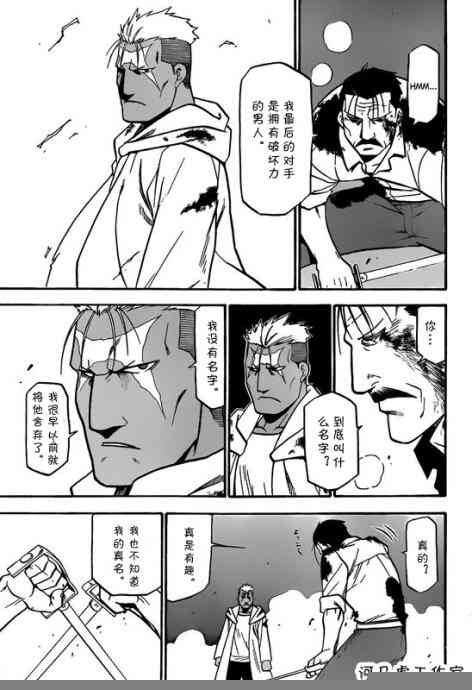 HMM...
我最后的对手
是拥有破坏力
的男人。
你…
到底叫什
么名字？
我没有名字。
我很早以前就
将他舍弃了。
真的？
真是有趣。
我也不知道
我的真名。